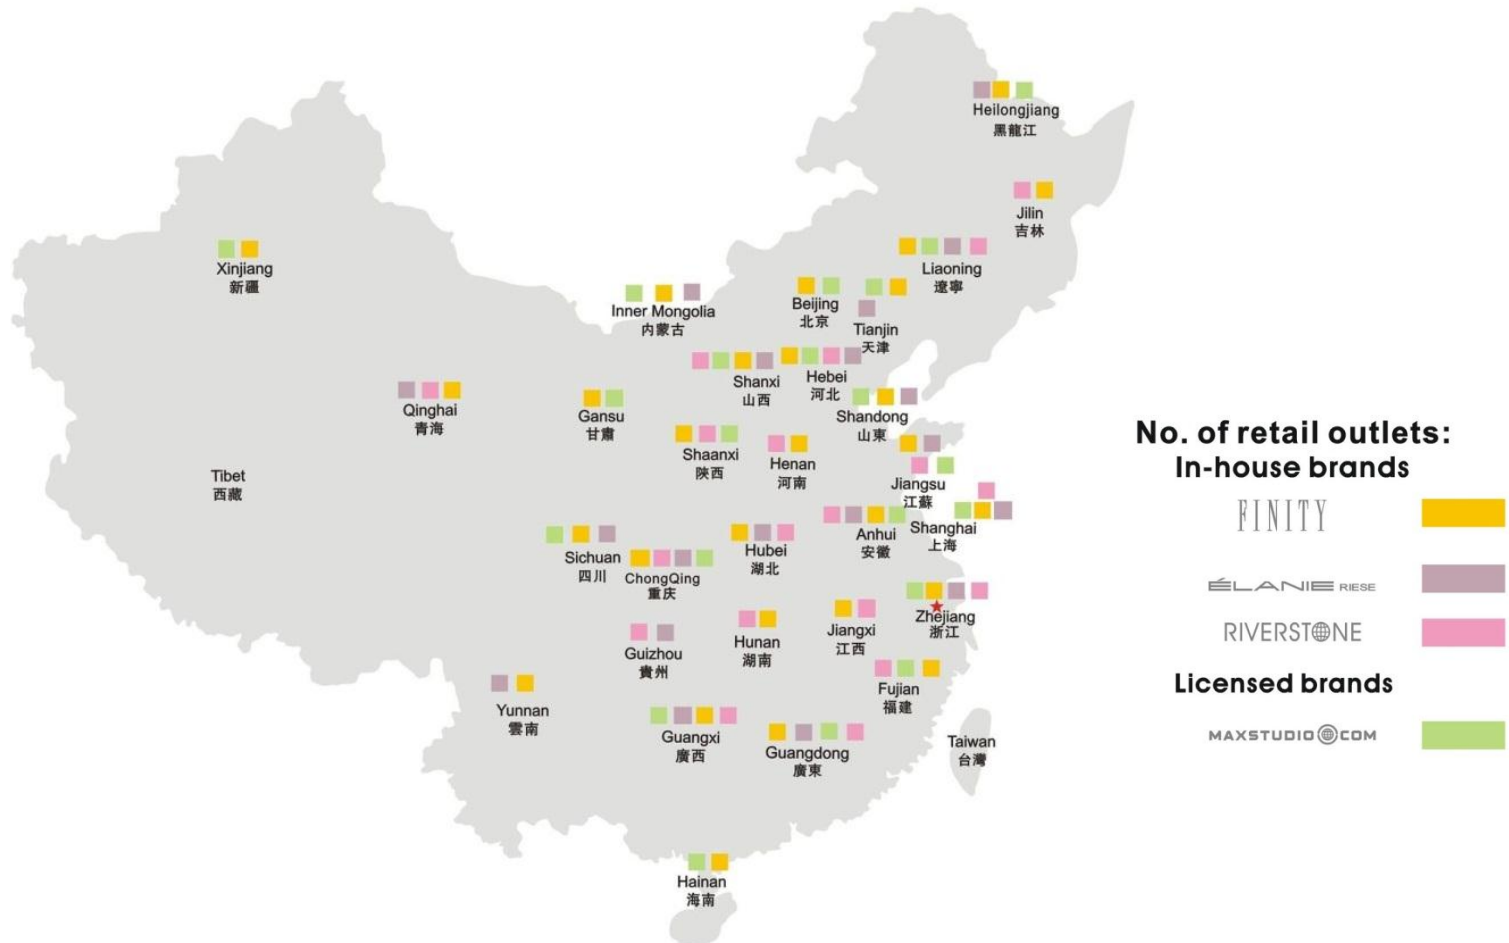 Heilongjiang
黑龍江
Jilin
吉林
Liaoning
遼寧
Xinjiang
新疆
Inner Mongolia
内蒙古
Beijing
北京
Tianjin
天津
Shanxi
山西
Hebei
河北
Qinghai
青海
Gansu
甘肅
Shandong
山東
Shaanxi
陝西
Henan
河南
Tibet
西藏
Jiangsu
江蘇
Shanghai
上海
Anhui
安徽
Sichuan
四川
ChongQing
重庆
Hubei
湖北
Zhejiang
浙江
Jiangxi
江西
Hunan
湖南
Guizhou
貴州
Fujian
福建
Yunnan
雲南
Guangxi
廣西
Guangdong
廣東
Taiwan
台灣
Hainan
海南
No. of retail outlets:
In-house brands
FINITY
ÉLANIE RIESE
RIVERSTONE
Licensed brands
MAXSTUDIO COM